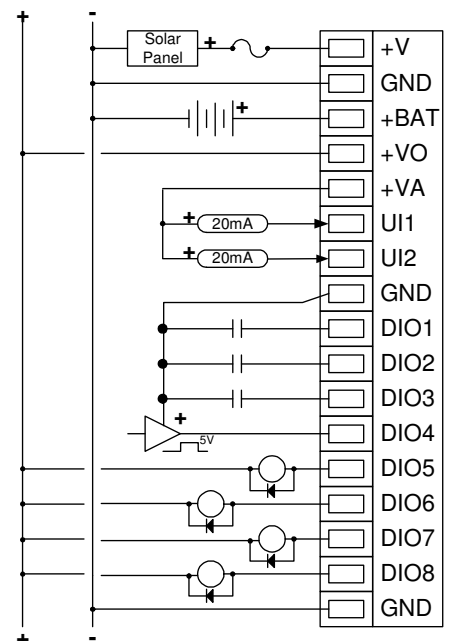 + -
Solar
Panel
+
+V
GND
+
+BAT
+VO
+VA
+
20mA
UI1
+
20mA
UI2
GND
DIO1
DIO2
DIO3
+
5V
DIO4
DIO5
DIO6
DIO7
DIO8
GND
+ -